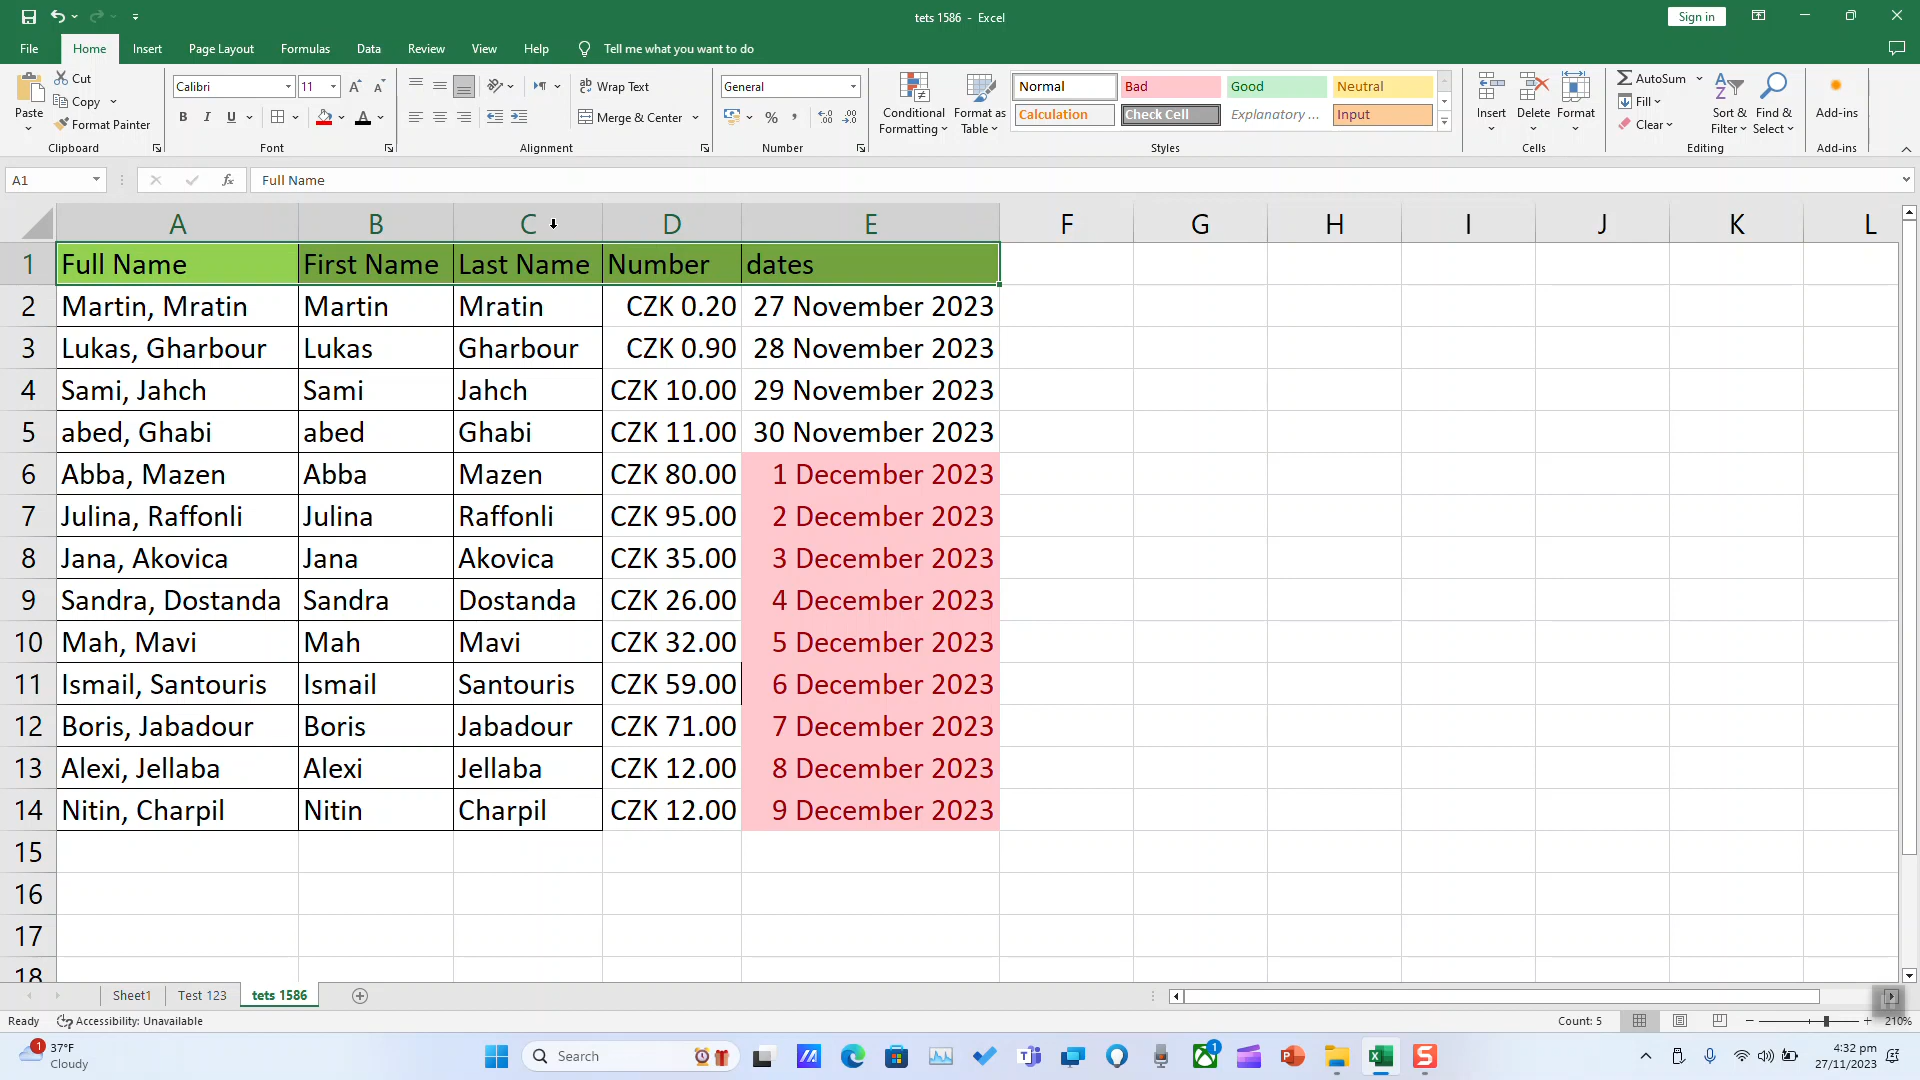 tets 1586 - Excel
Sign in
File Home Insert Page Layout Formulas Data Review View Help Tell me what you want to do
Paste
Cut
Copy
Format Painter
Clipboard
Calibri 11
B I U
Font
Wrap Text
Merge & Center
Alignment
General
%
Number
Conditional Formatting
Format as Table
Normal Bad Good Neutral
Calculation Check Cell Explanatory ... Input
Styles
Insert Delete Format
Cells
AutoSum
Fill
Clear
Sort & Filter
Find & Select
Editing
Add-ins
Add-ins
A1 fx Full Name
A B C D E F G H I J K L
1 Full Name First Name Last Name Number dates
2 Martin, Mratin Martin Mratin CZK 0.20 27 November 2023
3 Lukas, Gharbour Lukas Gharbour CZK 0.90 28 November 2023
4 Sami, Jahch Sami Jahch CZK 10.00 29 November 2023
5 abed, Ghabi abed Ghabi CZK 11.00 30 November 2023
6 Abba, Mazen Abba Mazen CZK 80.00 1 December 2023
7 Julina, Raffonli Julina Raffonli CZK 95.00 2 December 2023
8 Jana, Akovica Jana Akovica CZK 35.00 3 December 2023
9 Sandra, Dostanda Sandra Dostanda CZK 26.00 4 December 2023
10 Mah, Mavi Mah Mavi CZK 32.00 5 December 2023
11 Ismail, Santouris Ismail Santouris CZK 59.00 6 December 2023
12 Boris, Jabadour Boris Jabadour CZK 71.00 7 December 2023
13 Alexi, Jellaba Alexi Jellaba CZK 12.00 8 December 2023
14 Nitin, Charpil Nitin Charpil CZK 12.00 9 December 2023
15
16
17
18
Sheet1 Test 123 tets 1586
Ready Accessibility: Unavailable Count: 5 210%
1 37°F
Cloudy
Search
1
4:32 pm
27/11/2023